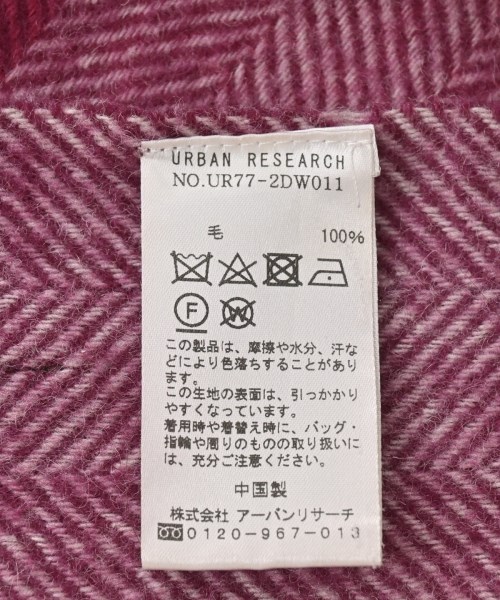 URBAN RESEARCH
NO.UR77-2DW011
毛 100%
F W
この製品は、摩擦や水分、汗な
どにより色落ちすることがあり
ます。
この生地の表面は、引っかかり
やすくなっています。
着用時や着替え時に、バッグ・
指輪や周りのものの取り扱いに
は、充分ご注意ください。
中国製
株式会社 アーバンリサーチ
0120-967-013